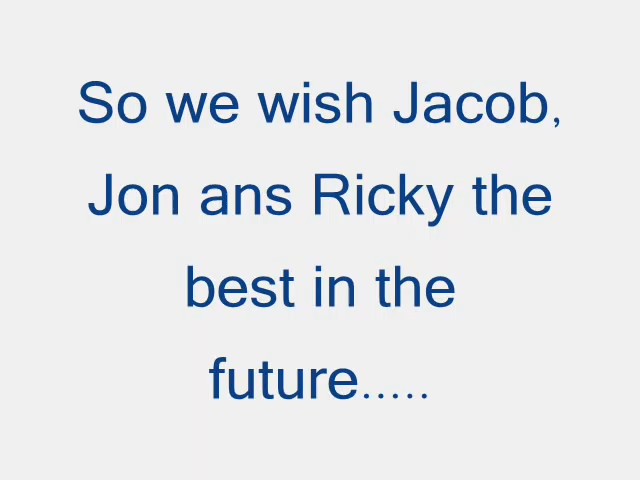 So we wish Jacob,
Jon ans Ricky the
best in the
future.....